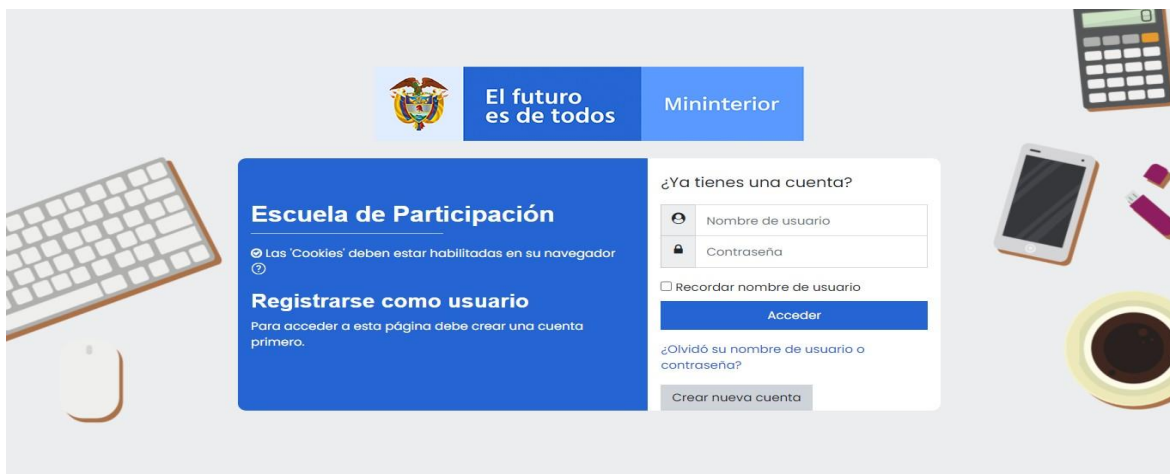 El futuro
es de todos
Mininterior
Escuela de Participación
Las 'Cookies' deben estar habilitadas en su navegador
Registrarse como usuario
Para acceder a esta página debe crear una cuenta
primero.
¿Ya tienes una cuenta?
Nombre de usuario
Contraseña
Recordar nombre de usuario
Acceder
¿Olvidó su nombre de usuario o
contraseña?
Crear nueva cuenta